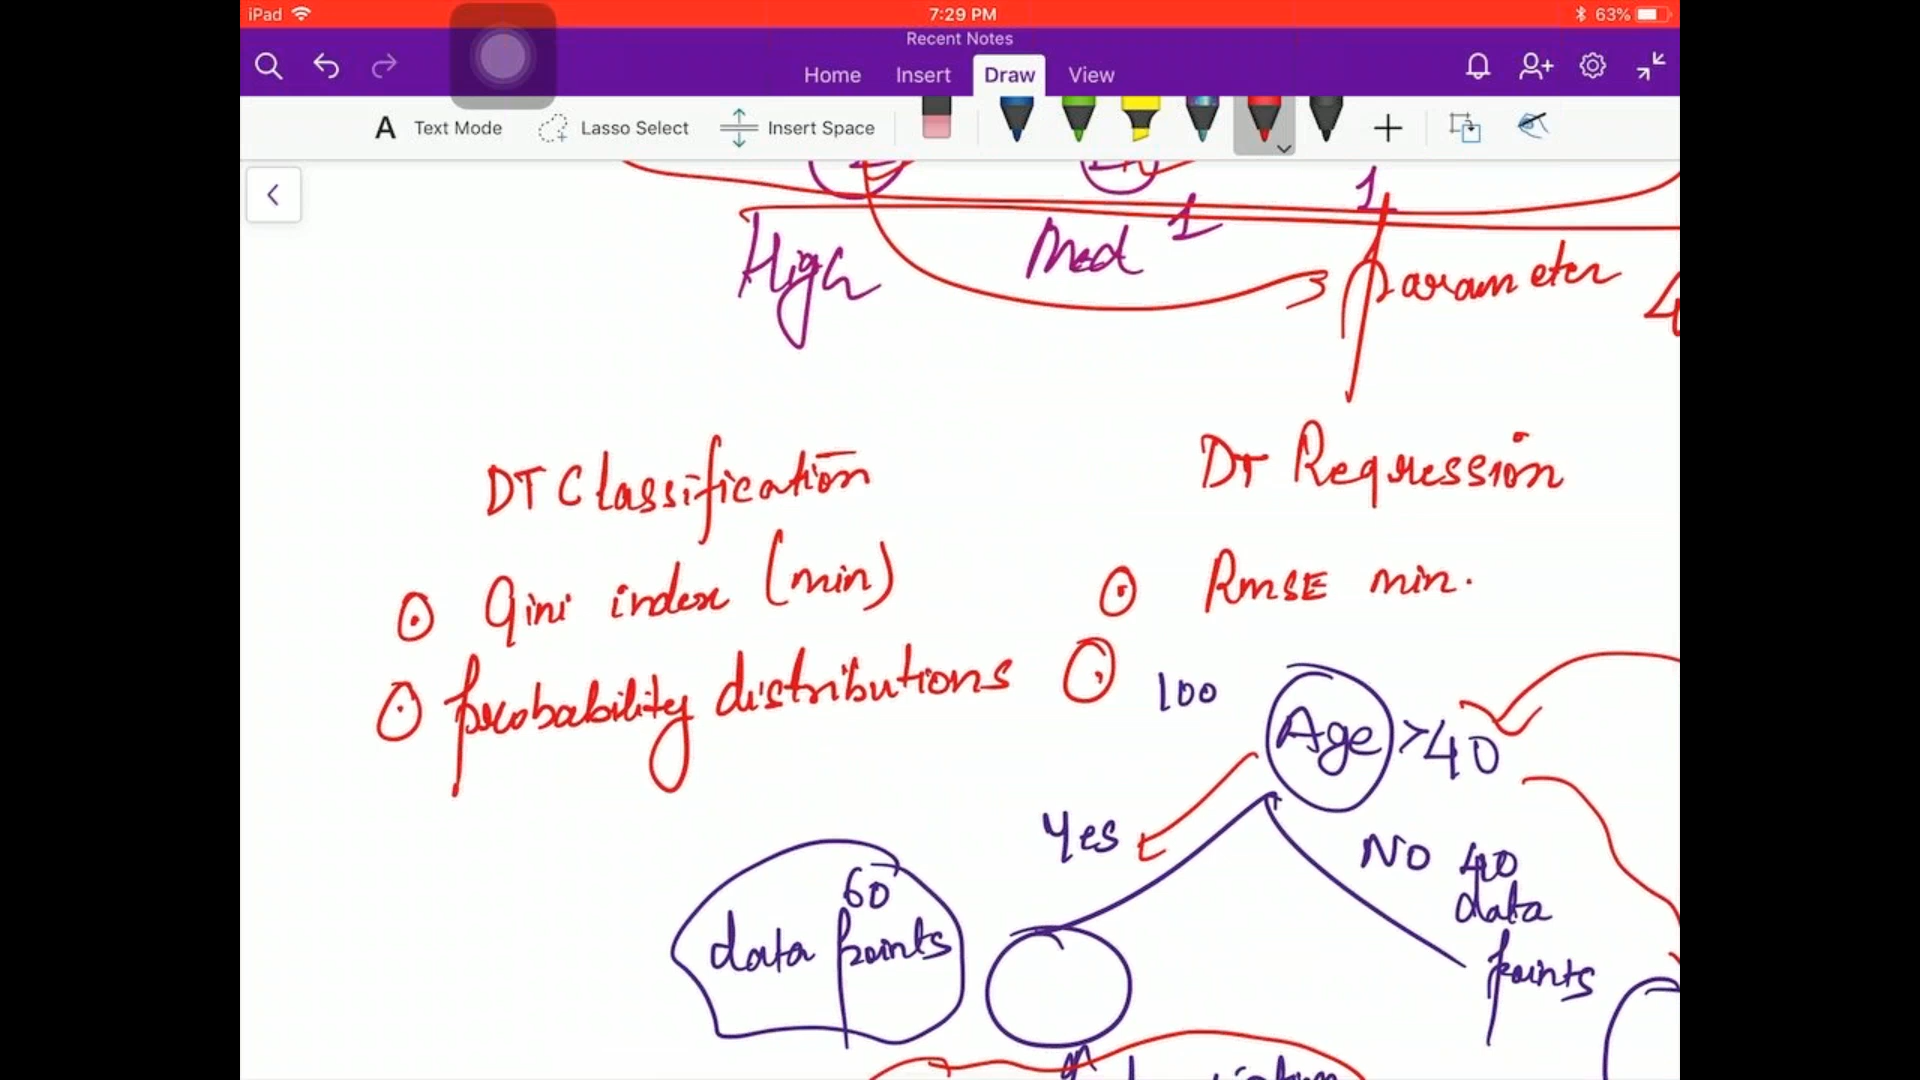 iPad 7:29 PM 63%
Recent Notes
Home Insert Draw View
A Text Mode Lasso Select Insert Space
1
High Med 1 Parameter
DT Classification DT Regression
Gini index (min) RMSE min.
probability distributions 100 Age >40
Yes No 40
60 data
data points points